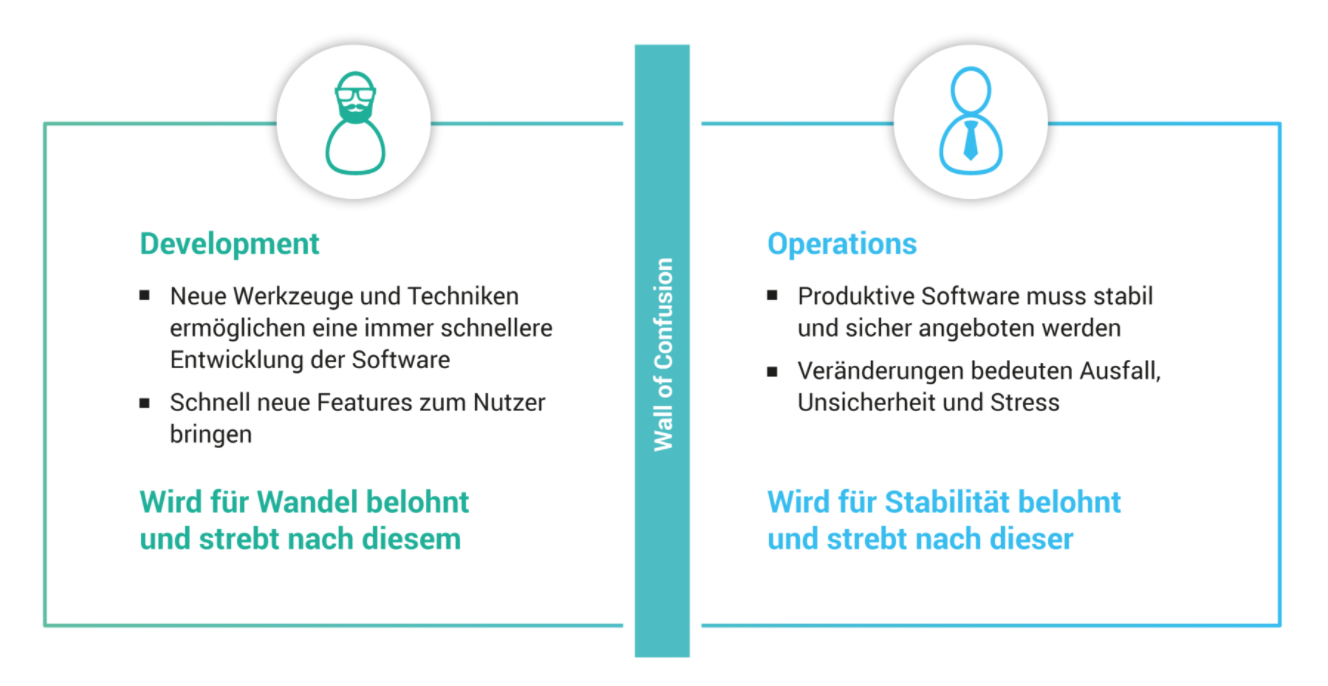 Development
▪ Neue Werkzeuge und Techniken
ermöglichen eine immer schnellere
Entwicklung der Software
▪ Schnell neue Features zum Nutzer
bringen
Wird für Wandel belohnt
und strebt nach diesem
Wall of Confusion
Operations
▪ Produktive Software muss stabil
und sicher angeboten werden
▪ Veränderungen bedeuten Ausfall,
Unsicherheit und Stress
Wird für Stabilität belohnt
und strebt nach dieser